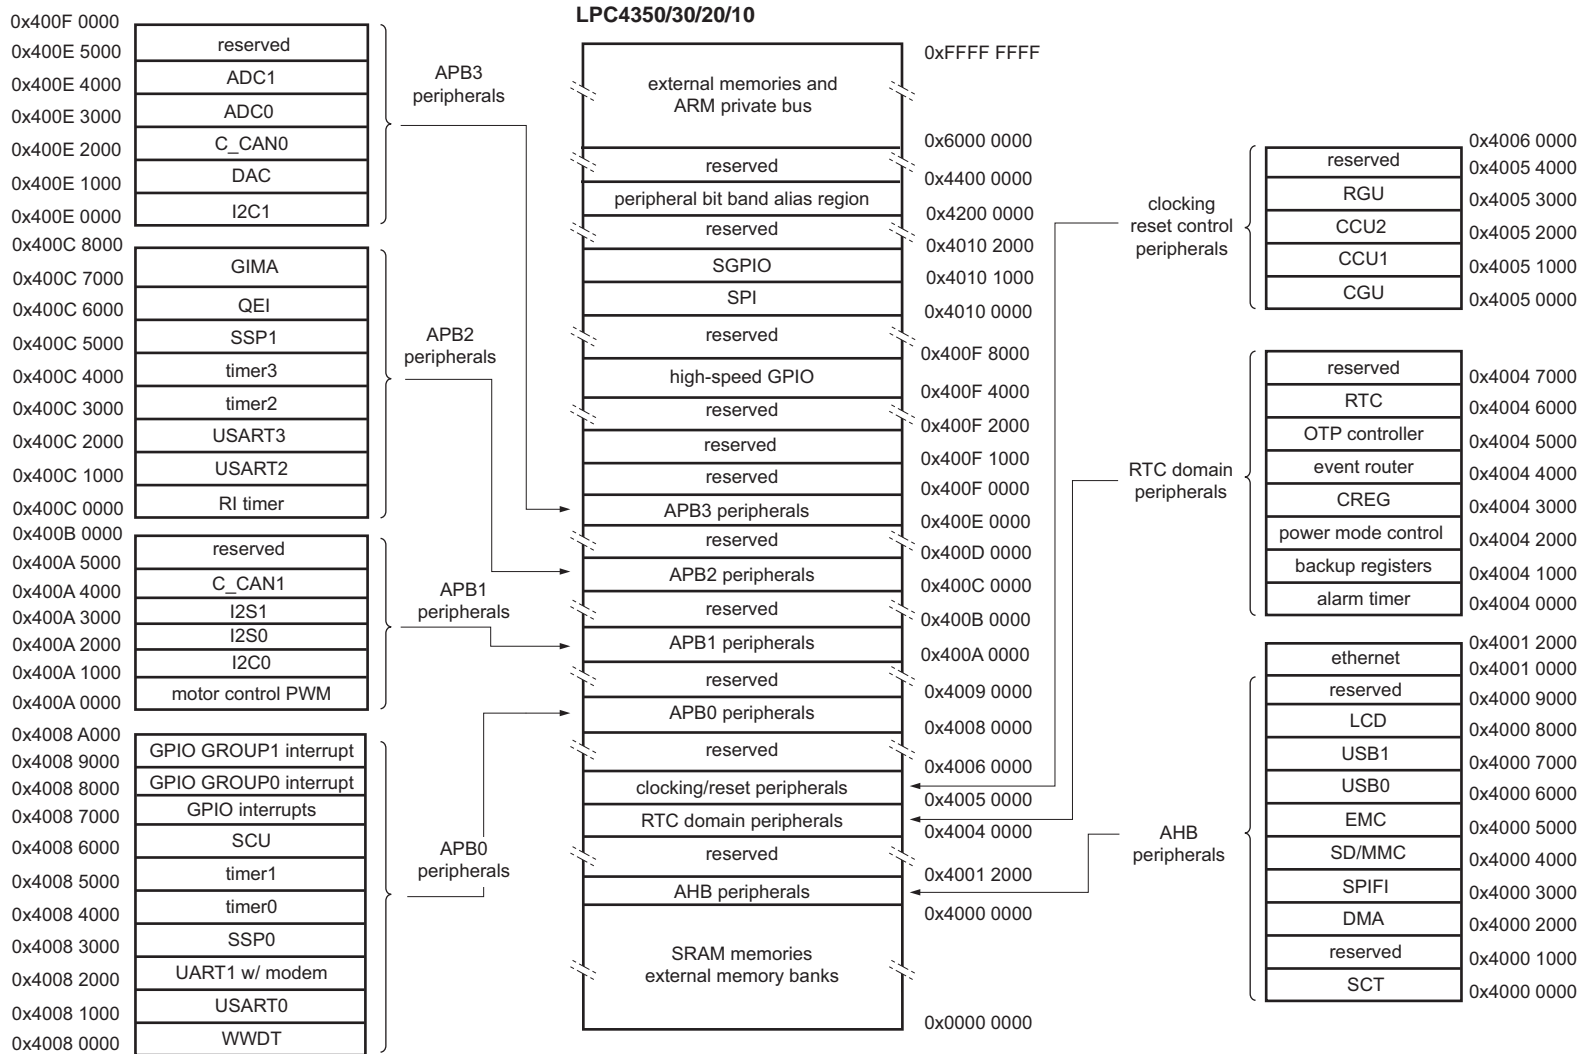 LPC4350/30/20/10
0x400F 0000
reserved
0x400E 5000
ADC1
0x400E 4000
ADC0
0x400E 3000
C_CAN0
0x400E 2000
DAC
0x400E 1000
I2C1
0x400E 0000
APB3
peripherals
0x400C 8000
GIMA
0x400C 7000
QEI
0x400C 6000
SSP1
0x400C 5000
timer3
0x400C 4000
timer2
0x400C 3000
USART3
0x400C 2000
USART2
0x400C 1000
RI timer
0x400C 0000
APB2
peripherals
0x400B 0000
reserved
0x400A 5000
C_CAN1
0x400A 4000
I2S1
0x400A 3000
I2S0
0x400A 2000
I2C0
0x400A 1000
motor control PWM
0x400A 0000
APB1
peripherals
0x4008 A000
GPIO GROUP1 interrupt
0x4008 9000
GPIO GROUP0 interrupt
0x4008 8000
GPIO interrupts
0x4008 7000
SCU
0x4008 6000
timer1
0x4008 5000
timer0
0x4008 4000
SSP0
0x4008 3000
UART1 w/ modem
0x4008 2000
USART0
0x4008 1000
WWDT
0x4008 0000
APB0
peripherals
0xFFFF FFFF
external memories and
ARM private bus
0x6000 0000
reserved
0x4400 0000
peripheral bit band alias region
0x4200 0000
reserved
0x4010 2000
SGPIO
0x4010 1000
SPI
0x4010 0000
reserved
0x400F 8000
high-speed GPIO
0x400F 4000
reserved
0x400F 2000
reserved
0x400F 1000
reserved
0x400F 0000
APB3 peripherals
0x400E 0000
reserved
0x400D 0000
APB2 peripherals
0x400C 0000
reserved
0x400B 0000
APB1 peripherals
0x400A 0000
reserved
0x4009 0000
APB0 peripherals
0x4008 0000
reserved
0x4006 0000
clocking/reset peripherals
0x4005 0000
RTC domain peripherals
0x4004 0000
reserved
0x4001 2000
AHB peripherals
0x4000 0000
SRAM memories
external memory banks
0x0000 0000
clocking
reset control
peripherals
0x4006 0000
reserved
0x4005 4000
RGU
0x4005 3000
CCU2
0x4005 2000
CCU1
0x4005 1000
CGU
0x4005 0000
RTC domain
peripherals
reserved
0x4004 7000
RTC
0x4004 6000
OTP controller
0x4004 5000
event router
0x4004 4000
CREG
0x4004 3000
power mode control
0x4004 2000
backup registers
0x4004 1000
alarm timer
0x4004 0000
AHB
peripherals
0x4001 2000
ethernet
0x4001 0000
reserved
0x4000 9000
LCD
0x4000 8000
USB1
0x4000 7000
USB0
0x4000 6000
EMC
0x4000 5000
SD/MMC
0x4000 4000
SPIFI
0x4000 3000
DMA
0x4000 2000
reserved
0x4000 1000
SCT
0x4000 0000